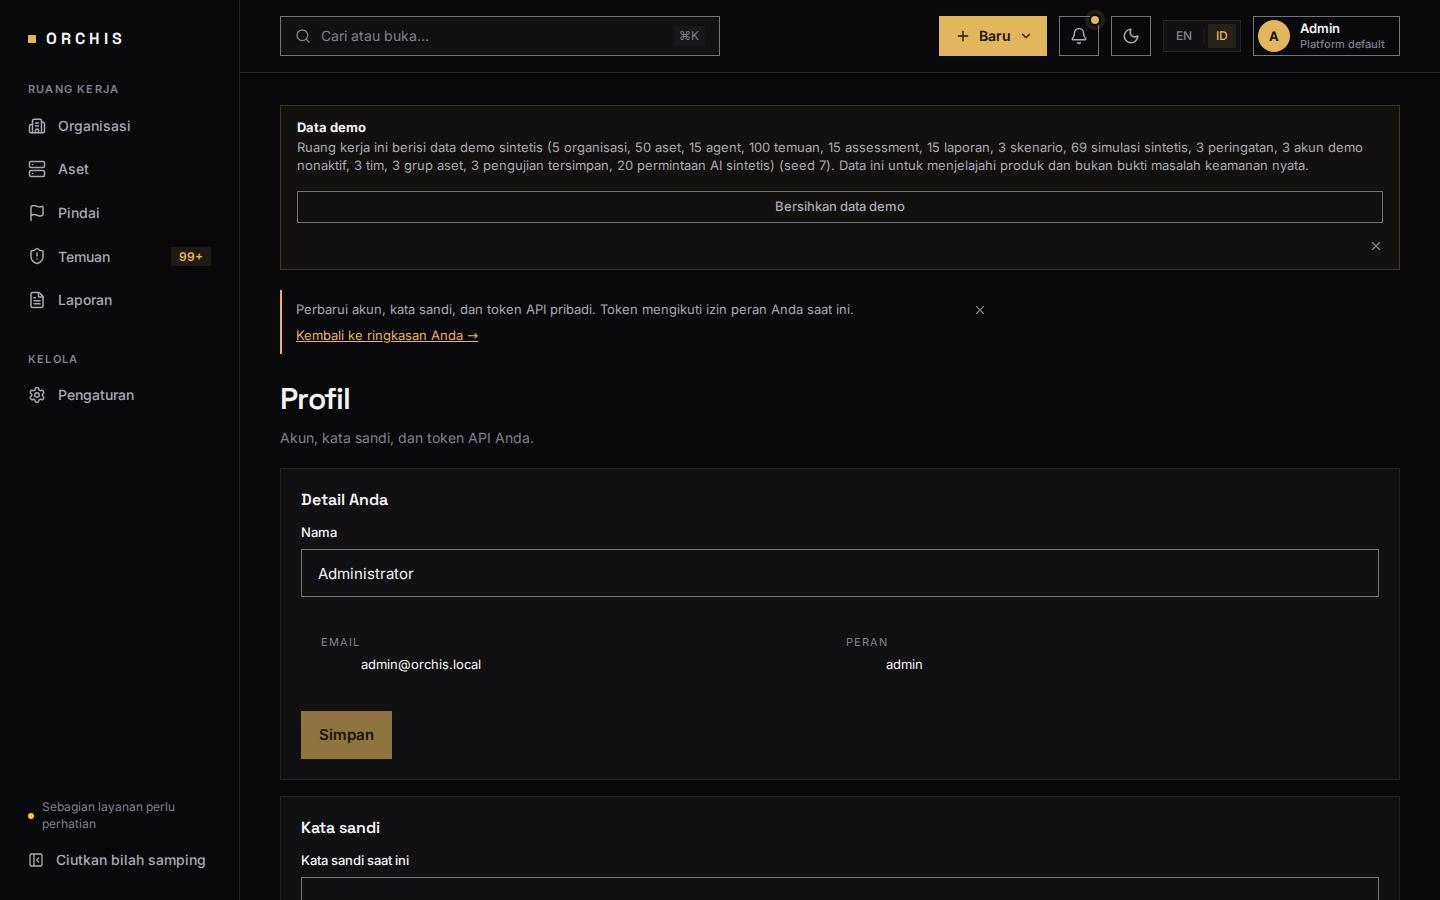 ORCHIS
RUANG KERJA
Organisasi
Aset
Pindai
Temuan 99+
Laporan
KELOLA
Pengaturan
Sebagian layanan perlu
perhatian
Ciutkan bilah samping
Cari atau buka... ⌘K
Baru
EN ID
A
Admin
Platform default
Data demo
Ruang kerja ini berisi data demo sintetis (5 organisasi, 50 aset, 15 agent, 100 temuan, 15 assessment, 15 laporan, 3 skenario, 69 simulasi sintetis, 3 peringatan, 3 akun demo
nonaktif, 3 tim, 3 grup aset, 3 pengujian tersimpan, 20 permintaan AI sintetis) (seed 7). Data ini untuk menjelajahi produk dan bukan bukti masalah keamanan nyata.
Bersihkan data demo
Perbarui akun, kata sandi, dan token API pribadi. Token mengikuti izin peran Anda saat ini.
Kembali ke ringkasan Anda →
Profil
Akun, kata sandi, dan token API Anda.
Detail Anda
Nama
Administrator
EMAIL
admin@orchis.local
PERAN
admin
Simpan
Kata sandi
Kata sandi saat ini